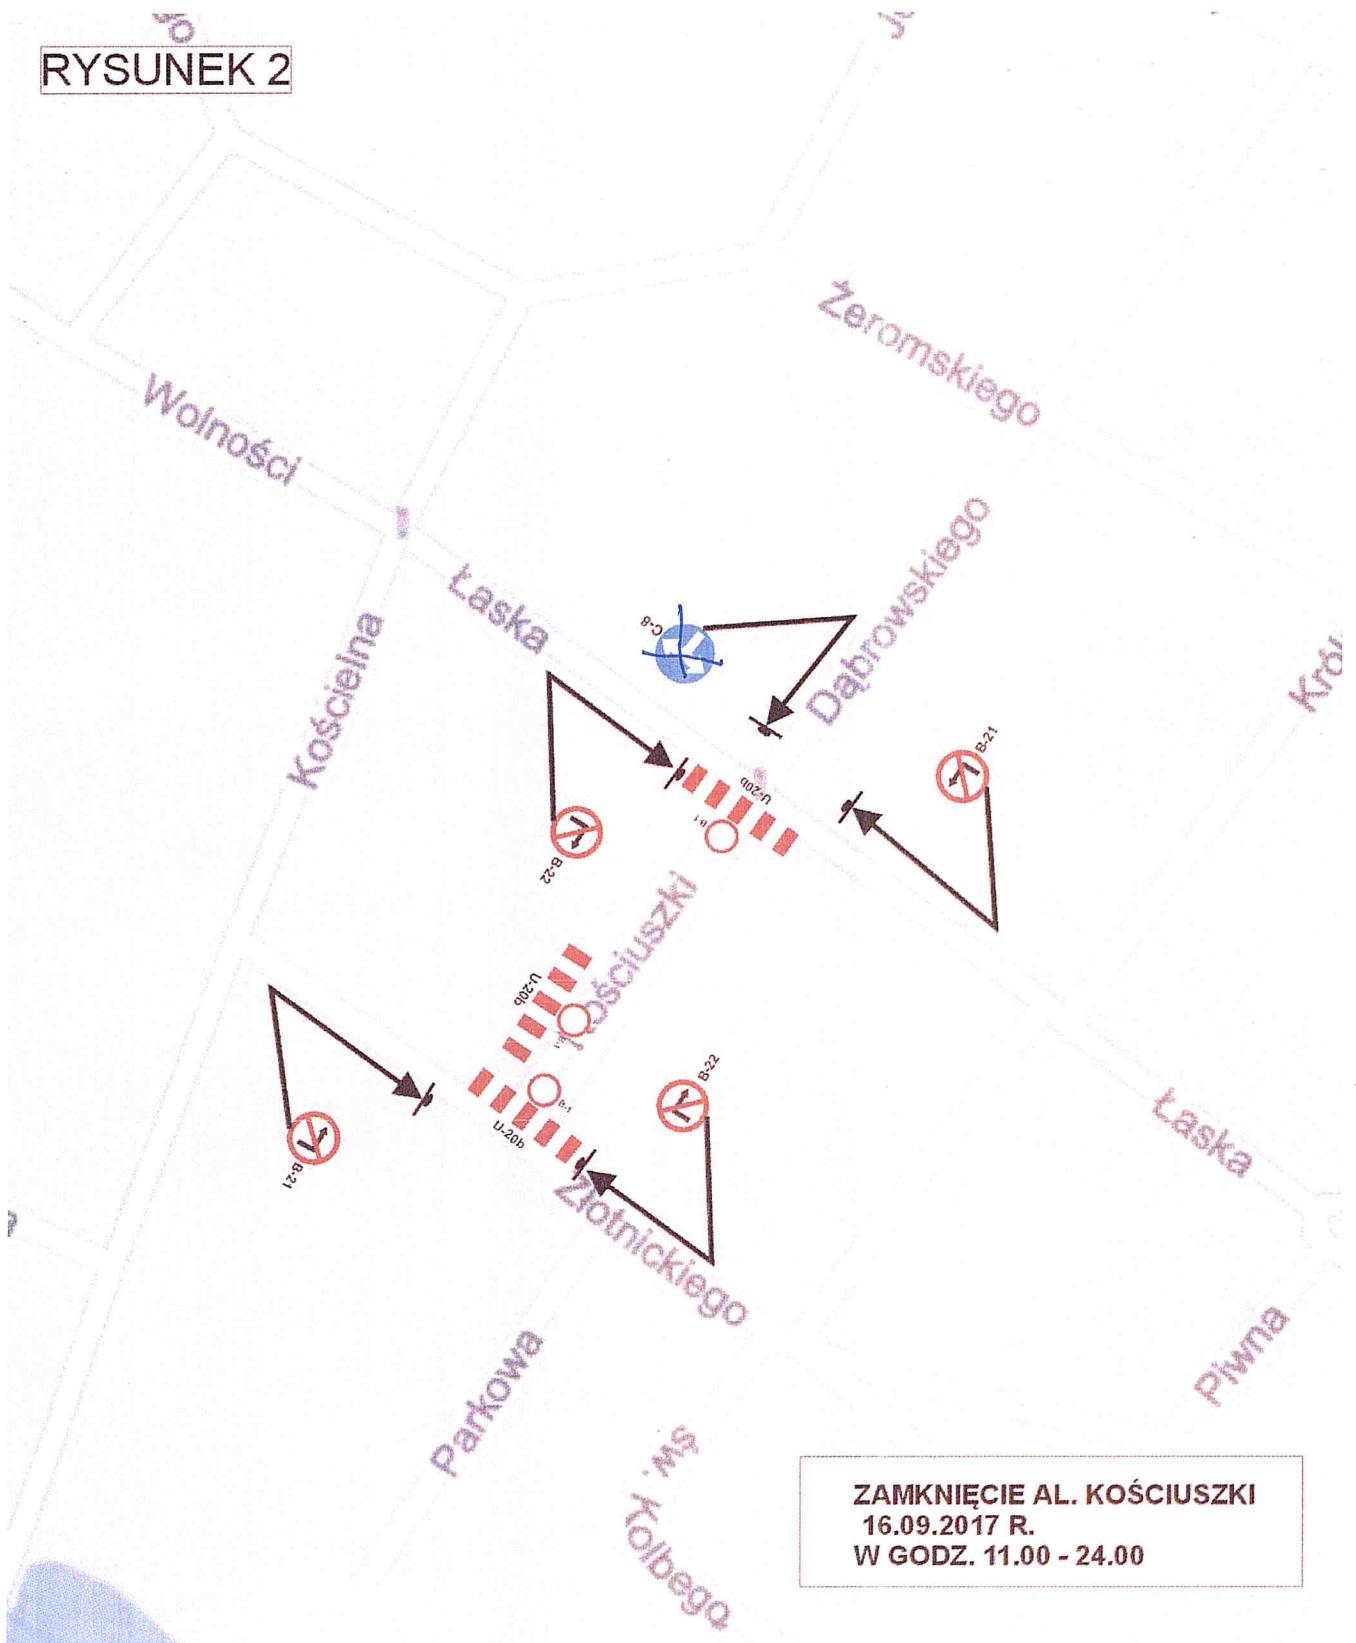 RYSUNEK 2
Żeromskiego
Wolności
Dąbrowskiego
Łaska
C-8
Kościelna
B-21
U-20b
B-1
B-22
Kościuszki
U-20b
B-22
B-1
U-20b
B-21
Łaska
Złotnickiego
Parkowa
Piwna
Św. Kolbego
ZAMKNIĘCIE AL. KOŚCIUSZKI
16.09.2017 R.
W GODZ. 11.00 - 24.00